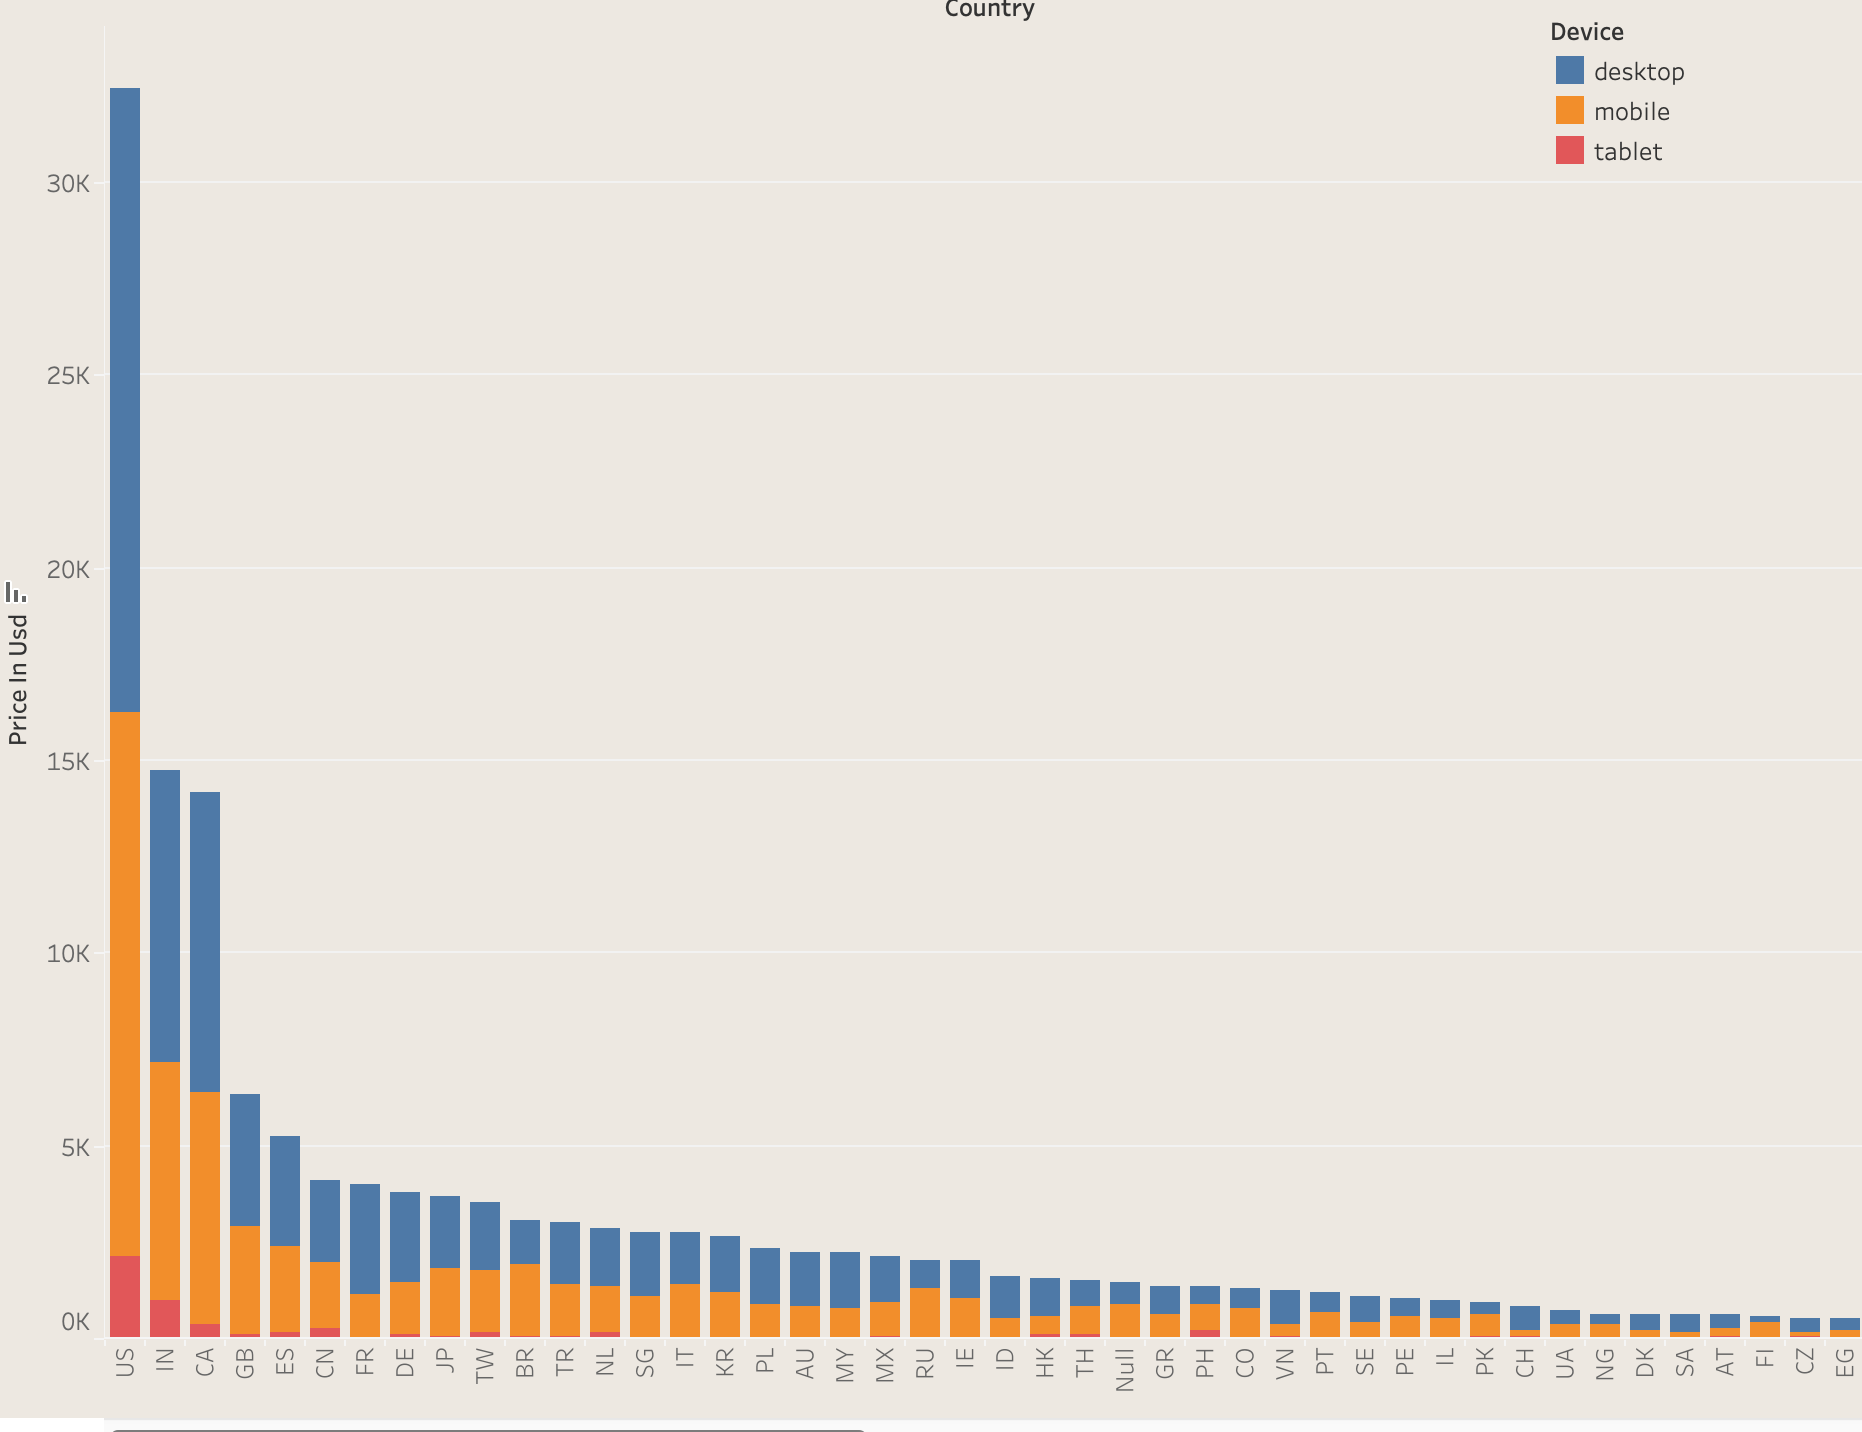 Country
Device
desktop
mobile
tablet
Price In Usd
30K
25K
20K
15K
10K
5K
0K
US
IN
CA
GB
ES
CN
FR
DE
JP
TW
BR
TR
NL
SG
IT
KR
PL
AU
MY
MX
RU
IE
ID
HK
TH
Null
GR
PH
CO
VN
PT
SE
PE
IL
PK
CH
UA
NG
DK
SA
AT
FI
CZ
EG